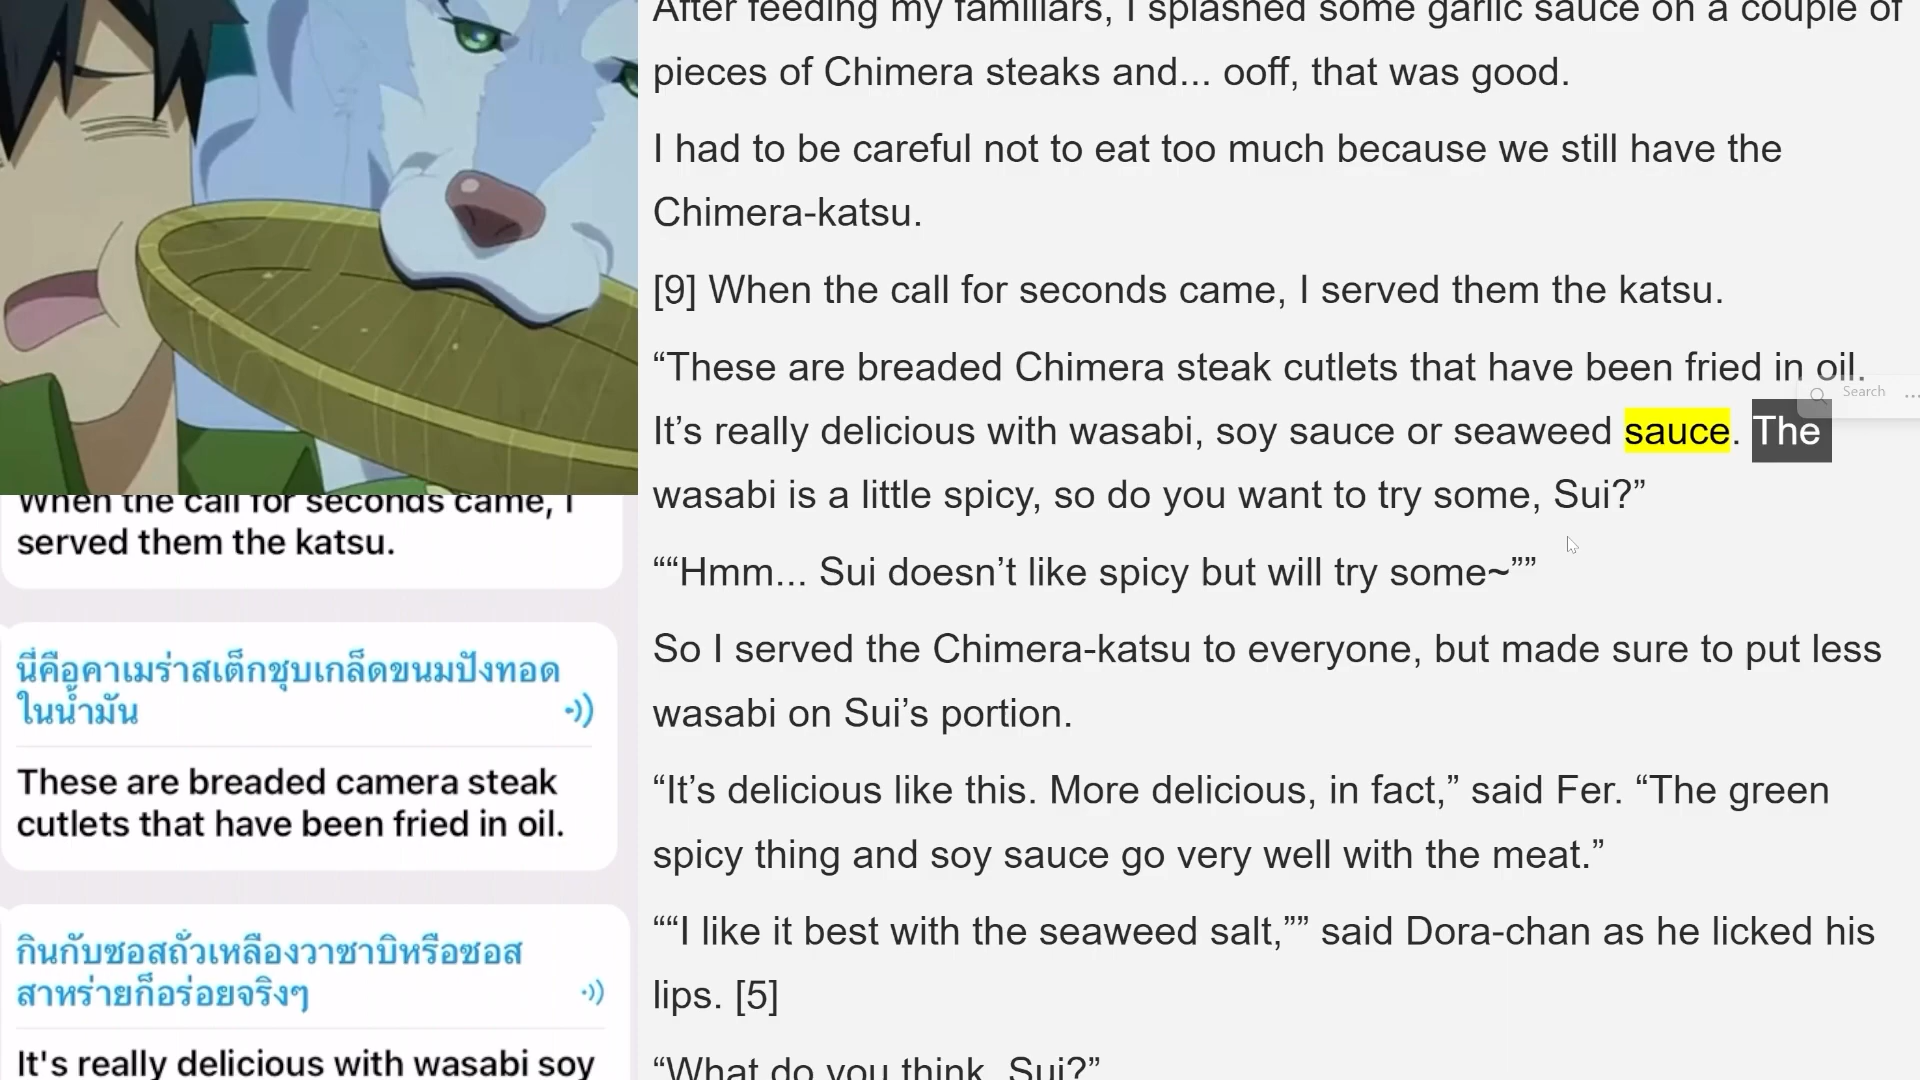 After feeding my familiars, I splashed some garlic sauce on a couple of
pieces of Chimera steaks and... ooff, that was good.
I had to be careful not to eat too much because we still have the
Chimera-katsu.
[9] When the call for seconds came, I served them the katsu.
“These are breaded Chimera steak cutlets that have been fried in oil.
It’s really delicious with wasabi, soy sauce or seaweed sauce. The
wasabi is a little spicy, so do you want to try some, Sui?”
““Hmm... Sui doesn’t like spicy but will try some~””
So I served the Chimera-katsu to everyone, but made sure to put less
wasabi on Sui’s portion.
“It’s delicious like this. More delicious, in fact,” said Fer. “The green
spicy thing and soy sauce go very well with the meat.”
““I like it best with the seaweed salt,”” said Dora-chan as he licked his
lips. [5]
“What do you think, Sui?”
Search
When the call for seconds came, I
served them the katsu.
นี่คือคาเมร่าสเต็กชุบเกล็ดขนมปังทอด
ในน้ำมัน
These are breaded camera steak
cutlets that have been fried in oil.
กินกับซอสถั่วเหลืองวาซาบิหรือซอส
สาหร่ายก็อร่อยจริงๆ
It's really delicious with wasabi soy